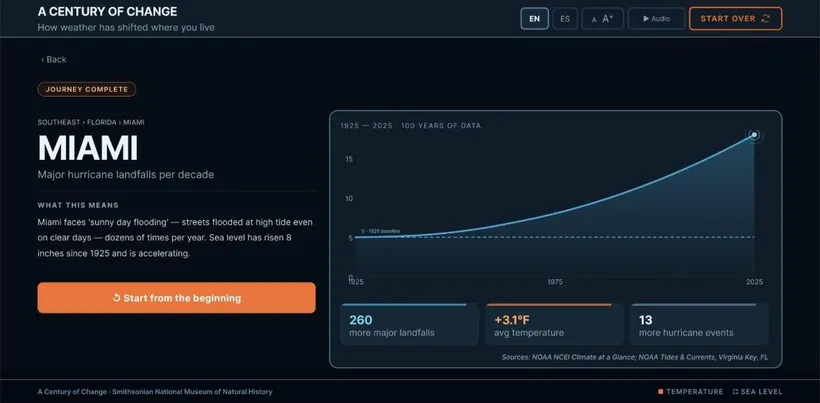 A CENTURY OF CHANGE
How weather has shifted where you live
EN
ES
A A+
▶ Audio
START OVER
‹ Back
JOURNEY COMPLETE
SOUTHEAST › FLORIDA › MIAMI
MIAMI
Major hurricane landfalls per decade
WHAT THIS MEANS
Miami faces 'sunny day flooding' — streets flooded at high tide even
on clear days — dozens of times per year. Sea level has risen 8
inches since 1925 and is accelerating.
↺ Start from the beginning
1925 — 2025 · 100 YEARS OF DATA
15
10
5
0
5 · 1925 baseline
1925
1975
2025
260
more major landfalls
+3.1°F
avg temperature
13
more hurricane events
Sources: NOAA NCEI Climate at a Glance; NOAA Tides & Currents, Virginia Key, FL
A Century of Change · Smithsonian National Museum of Natural History
TEMPERATURE
SEA LEVEL